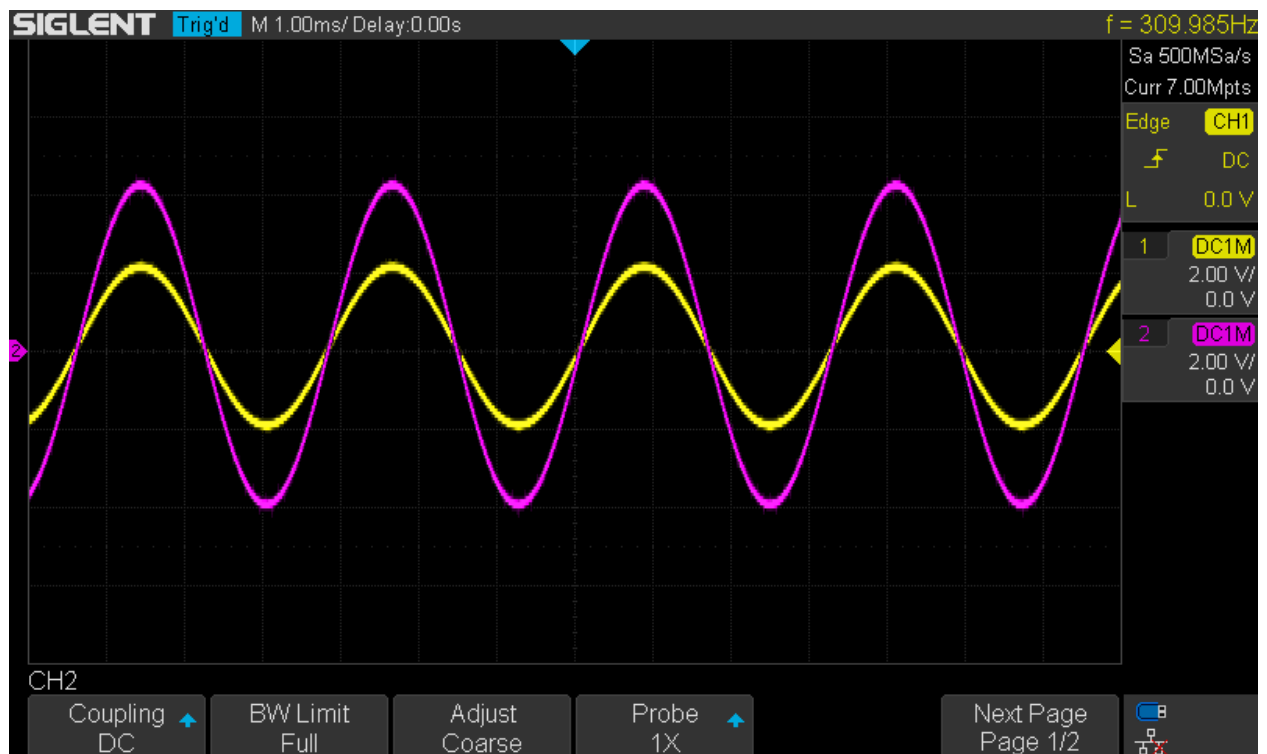 SIGLENT Trig'd M 1.00ms/ Delay:0.00s f = 309.985Hz
Sa 500MSa/s
Curr 7.00Mpts
Edge CH1
DC
L 0.0 V
1 DC1M
2.00 V/
0.0 V
2 DC1M
2.00 V/
0.0 V
2
CH2
Coupling BW Limit Adjust Probe Next Page
DC Full Coarse 1X Page 1/2